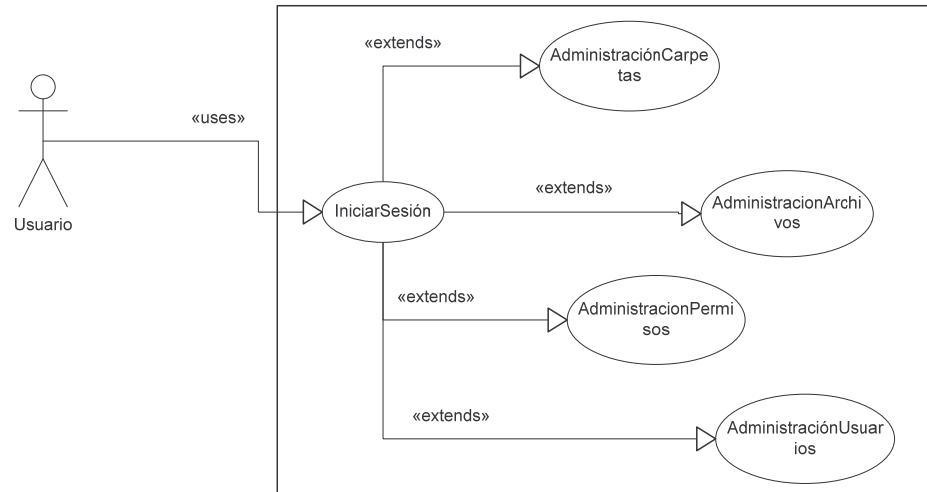 «extends»
AdministraciónCarpe
tas
«uses»
Usuario
IniciarSesión
«extends»
AdministracionArchi
vos
«extends»
AdministracionPermi
sos
«extends»
AdministraciónUsuar
ios